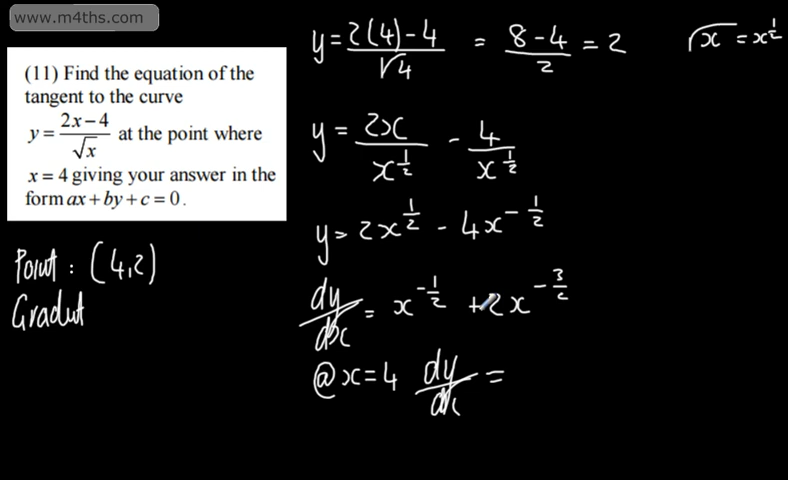 www.m4ths.com
(11) Find the equation of the
tangent to the curve
y = (2x − 4)/√x at the point where
x = 4 giving your answer in the
form ax + by + c = 0.
Point : (4,2)
Gradut
y = (2(4) − 4)/√4 = (8 − 4)/2 = 2
√x = x^(1/2)
y = 2x/x^(1/2) − 4/x^(1/2)
y = 2x^(1/2) − 4x^(−1/2)
dy/dx = x^(−1/2) + 2x^(−3/2)
@ x = 4 dy/dx =